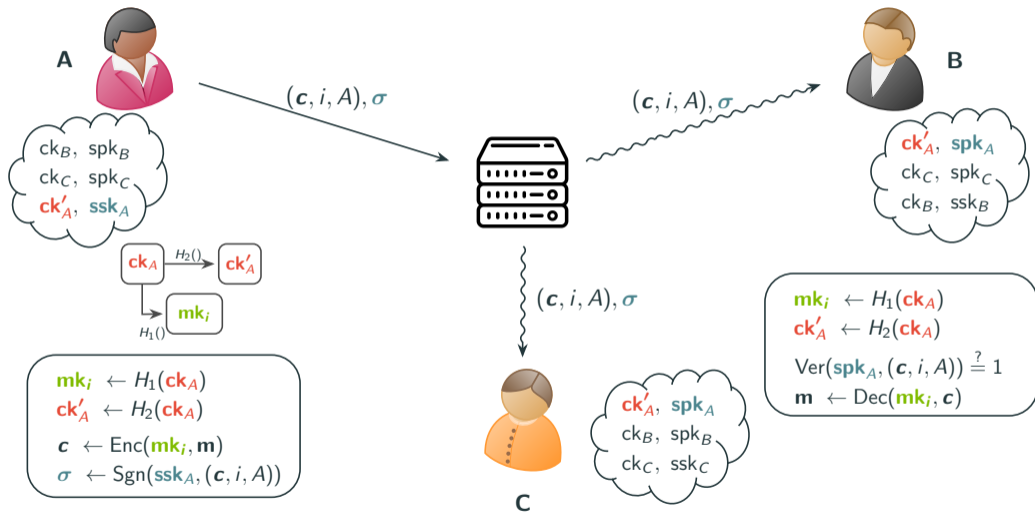 A
B
(c, i, A), σ
(c, i, A), σ
ck_B, spk_B
ck_C, spk_C
ck'_A, ssk_A
ck'_A, spk_A
ck_C, spk_C
ck_B, ssk_B
ck_A
H_2()
ck'_A
mk_i
H_1()
(c, i, A), σ
mk_i ← H_1(ck_A)
ck'_A ← H_2(ck_A)
Ver(spk_A, (c, i, A)) ?= 1
m ← Dec(mk_i, c)
mk_i ← H_1(ck_A)
ck'_A ← H_2(ck_A)
c ← Enc(mk_i, m)
σ ← Sgn(ssk_A, (c, i, A))
ck'_A, spk_A
ck_B, spk_B
ck_C, ssk_C
C